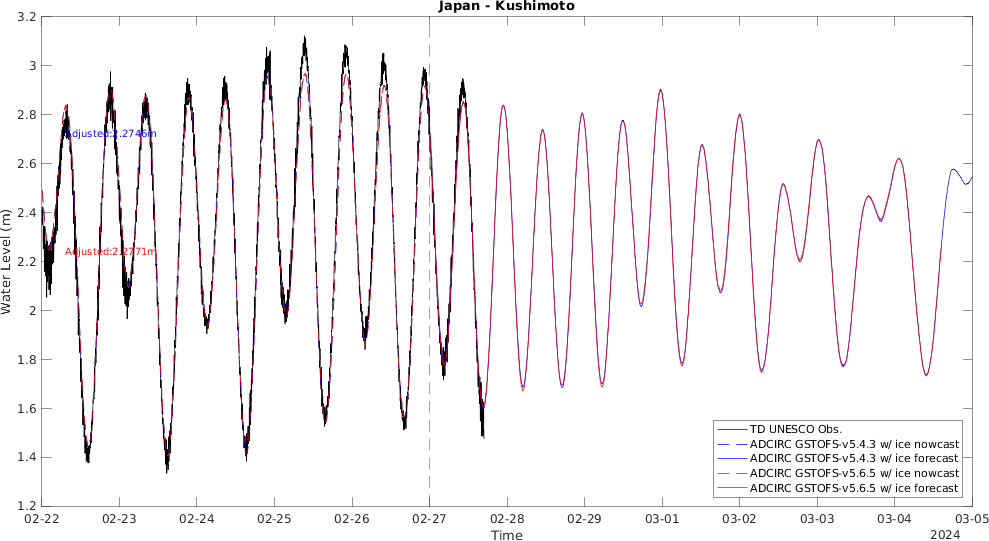 Japan - Kushimoto
3.2
3
2.8
2.6
2.4
2.2
2
1.8
1.6
1.4
1.2
Water Level (m)
Adjusted:2.2746m
Adjusted:2.2771m
TD UNESCO Obs.
ADCIRC GSTOFS-v5.4.3 w/ ice nowcast
ADCIRC GSTOFS-v5.4.3 w/ ice forecast
ADCIRC GSTOFS-v5.6.5 w/ ice nowcast
ADCIRC GSTOFS-v5.6.5 w/ ice forecast
02-22 02-23 02-24 02-25 02-26 02-27 02-28 02-29 03-01 03-02 03-03 03-04 03-05
Time
2024